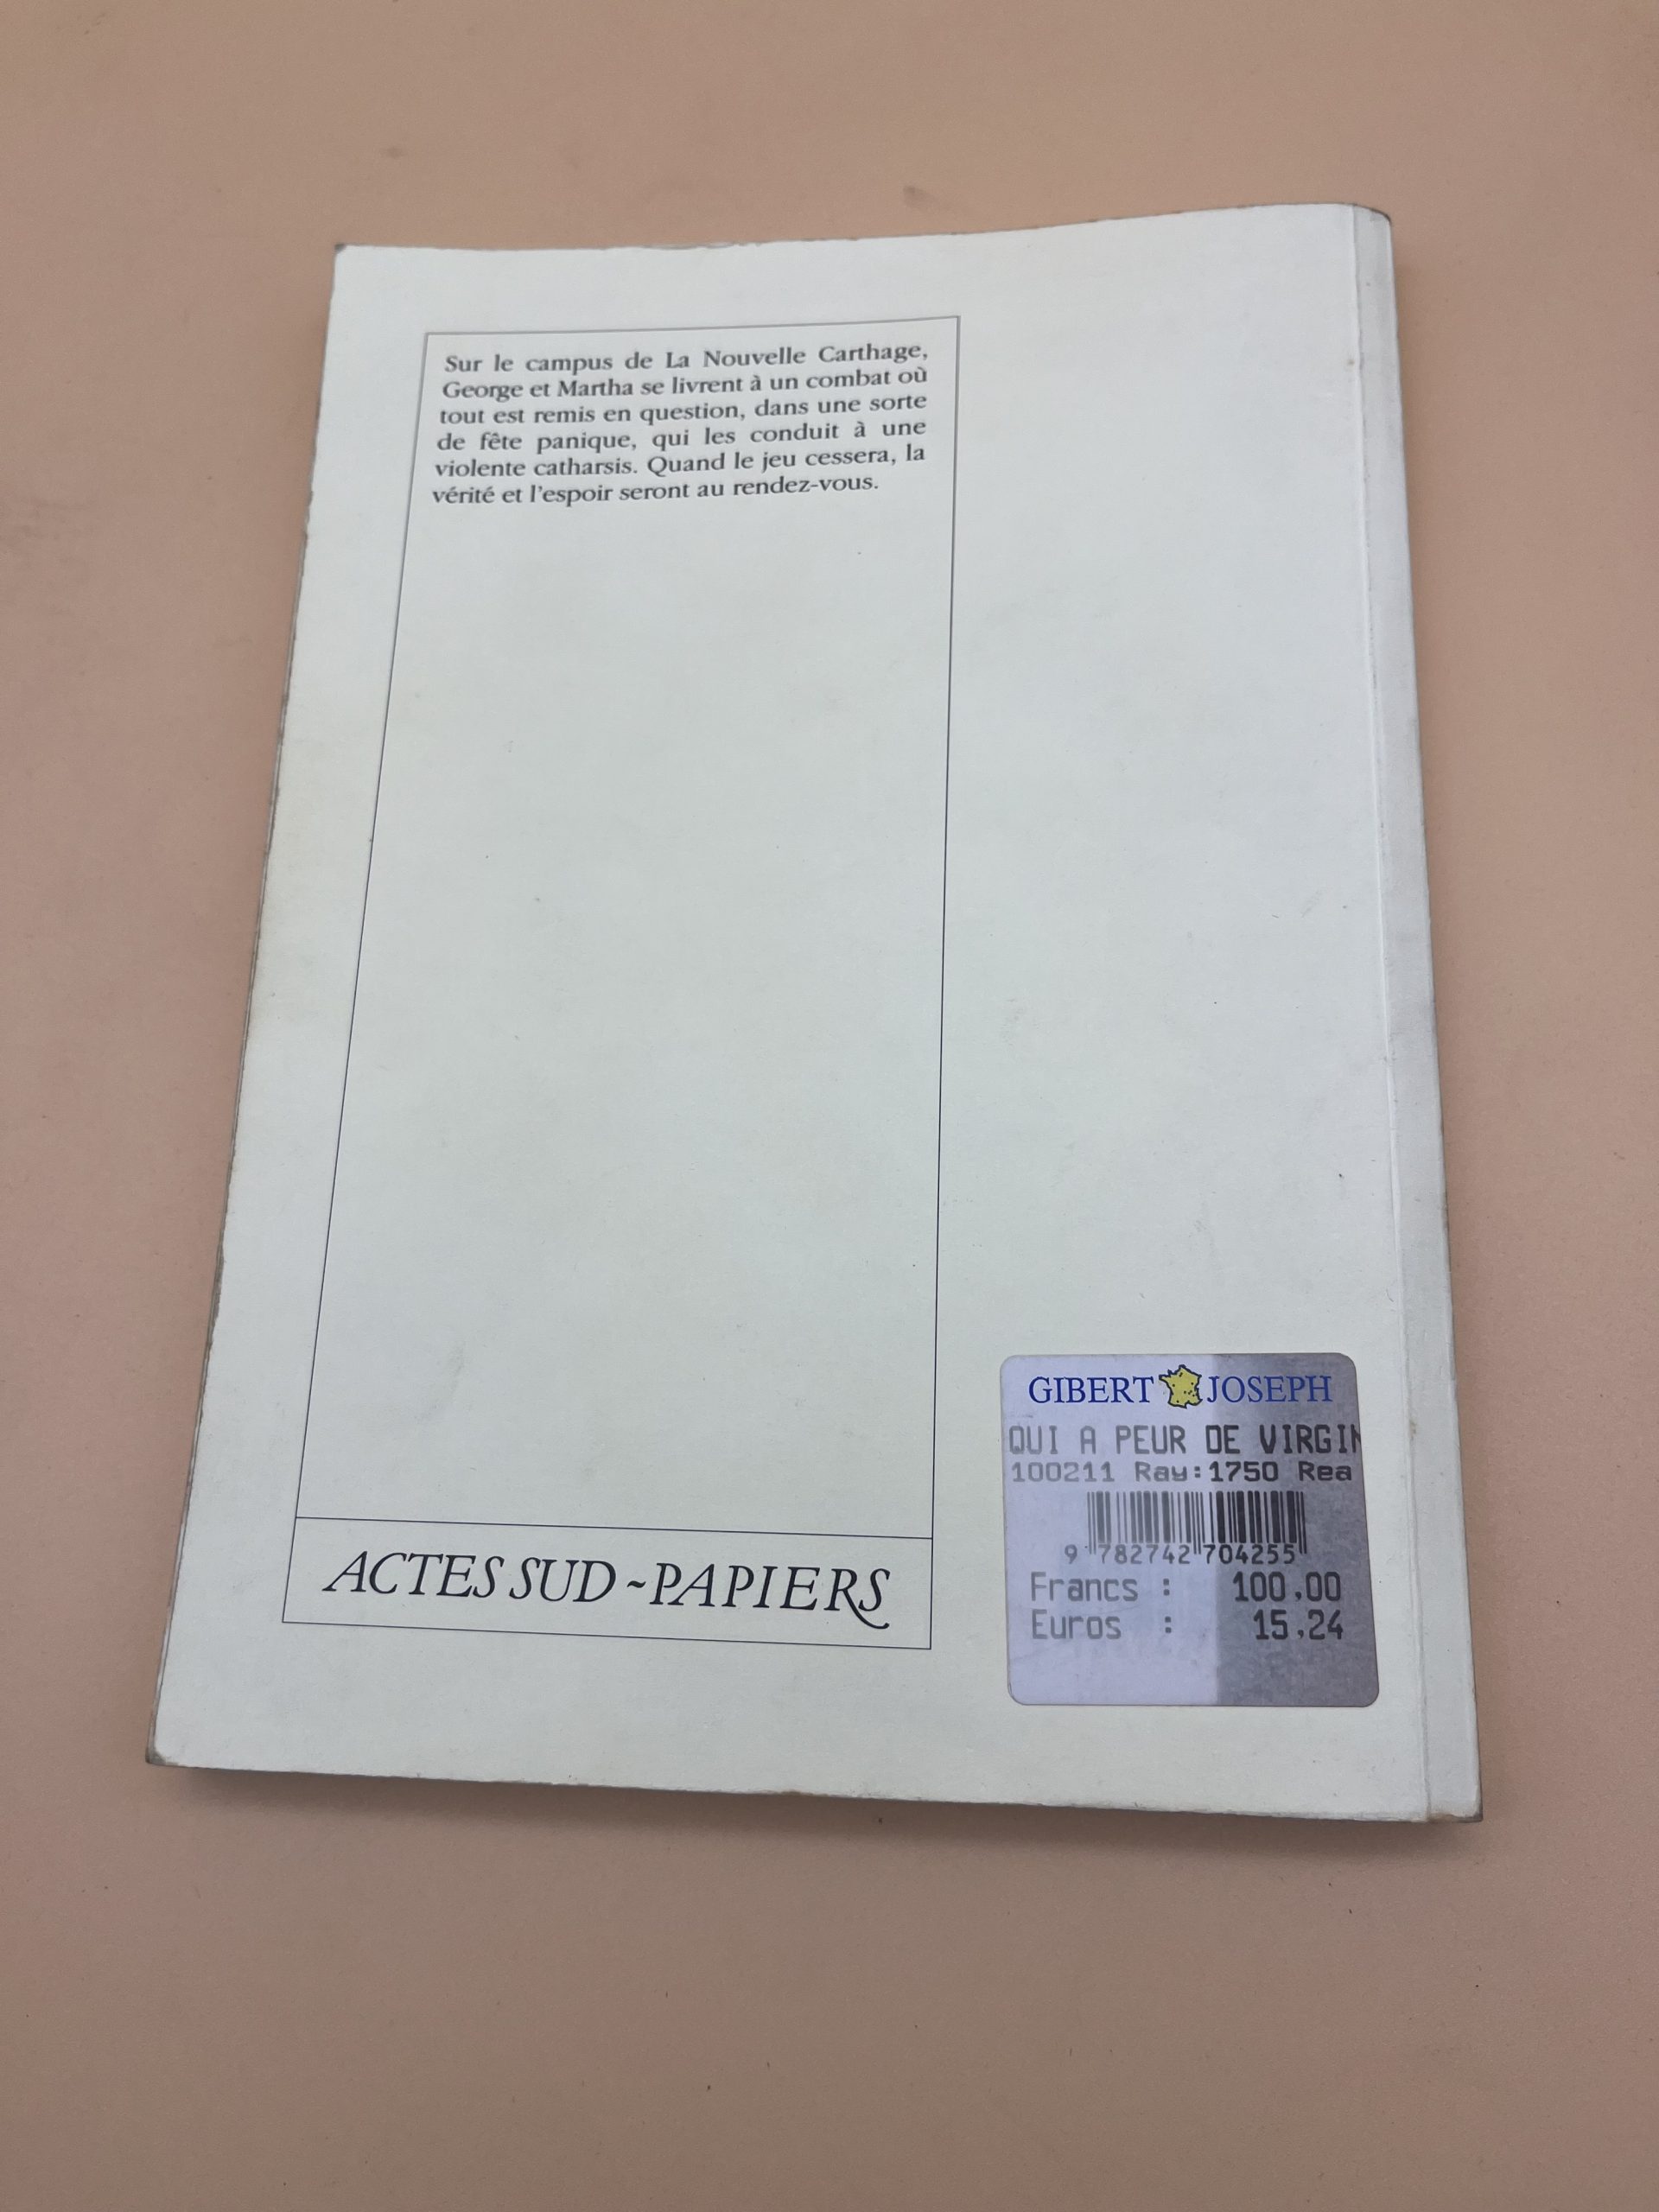 Sur le campus de La Nouvelle Carthage,
George et Martha se livrent à un combat où
tout est remis en question, dans une sorte
de fête panique, qui les conduit à une
violente catharsis. Quand le jeu cessera, la
vérité et l'espoir seront au rendez-vous.
ACTES SUD ~ PAPIERS
GIBERT JOSEPH
QUI A PEUR DE VIRGIN
100211 Ray:1750 Rea
9 782742 704255
Francs : 100,00
Euros : 15,24